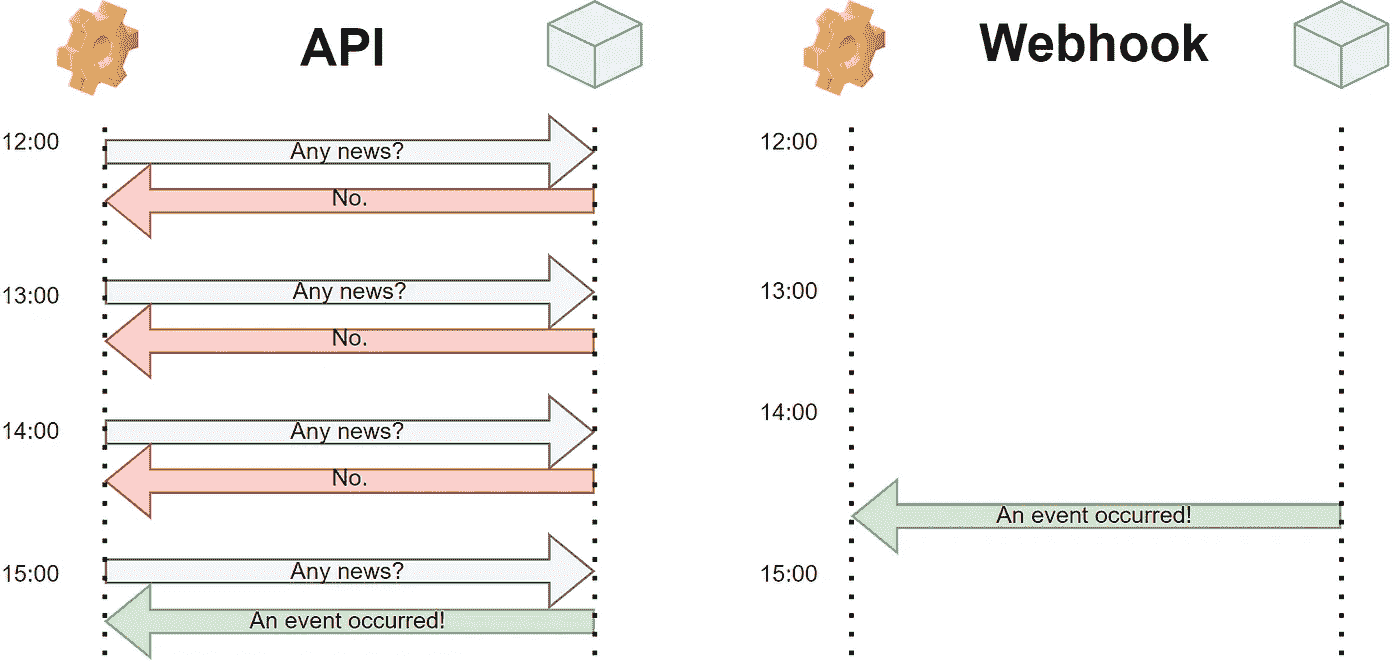 API
12:00
Any news?
No.
13:00
Any news?
No.
14:00
Any news?
No.
15:00
Any news?
An event occurred!
Webhook
12:00
13:00
14:00
An event occurred!
15:00